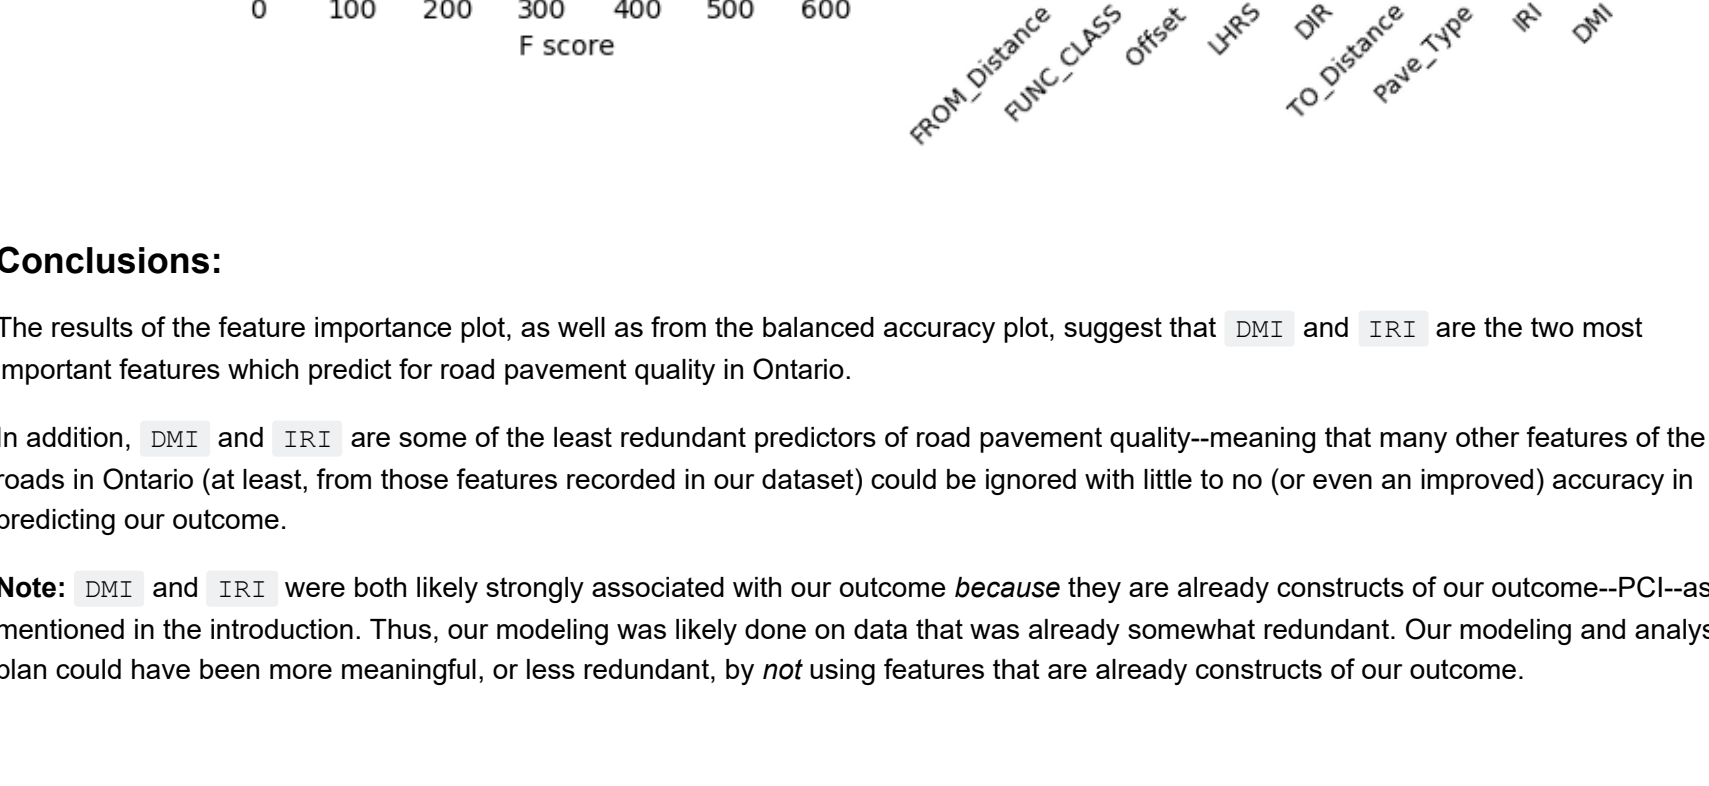 0 100 200 300 400 500 600
F score
FROM_Distance FUNC_CLASS Offset LHRS DIR TO_Distance Pave_Type IRI DMI
Conclusions:
The results of the feature importance plot, as well as from the balanced accuracy plot, suggest that DMI and IRI are the two most
important features which predict for road pavement quality in Ontario.
In addition, DMI and IRI are some of the least redundant predictors of road pavement quality--meaning that many other features of the
roads in Ontario (at least, from those features recorded in our dataset) could be ignored with little to no (or even an improved) accuracy in
predicting our outcome.
Note: DMI and IRI were both likely strongly associated with our outcome because they are already constructs of our outcome--PCI--as
mentioned in the introduction. Thus, our modeling was likely done on data that was already somewhat redundant. Our modeling and analys
plan could have been more meaningful, or less redundant, by not using features that are already constructs of our outcome.